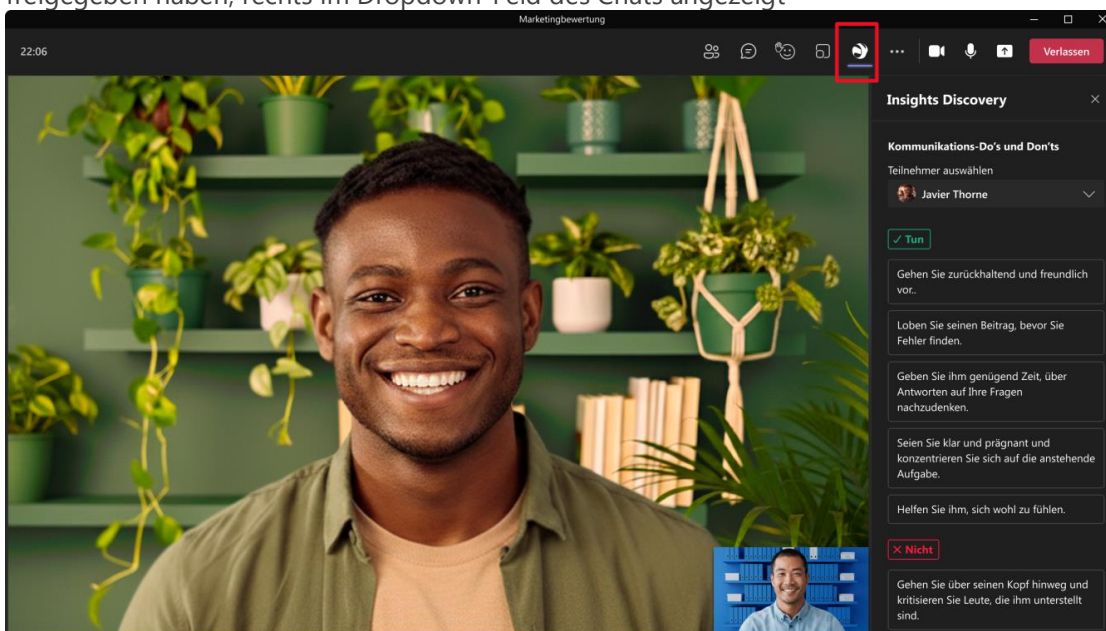 freigegeben haben, rechts im Dropdown-Feld des Chats angezeigt
Marketingbewertung
22:06
Verlassen
Insights Discovery
Kommunikations-Do's und Don'ts
Teilnehmer auswählen
Javier Thorne
✓ Tun
Gehen Sie zurückhaltend und freundlich
vor..
Loben Sie seinen Beitrag, bevor Sie
Fehler finden.
Geben Sie ihm genügend Zeit, über
Antworten auf Ihre Fragen
nachzudenken.
Seien Sie klar und prägnant und
konzentrieren Sie sich auf die anstehende
Aufgabe.
Helfen Sie ihm, sich wohl zu fühlen.
✕ Nicht
Gehen Sie über seinen Kopf hinweg und
kritisieren Sie Leute, die ihm unterstellt
sind.